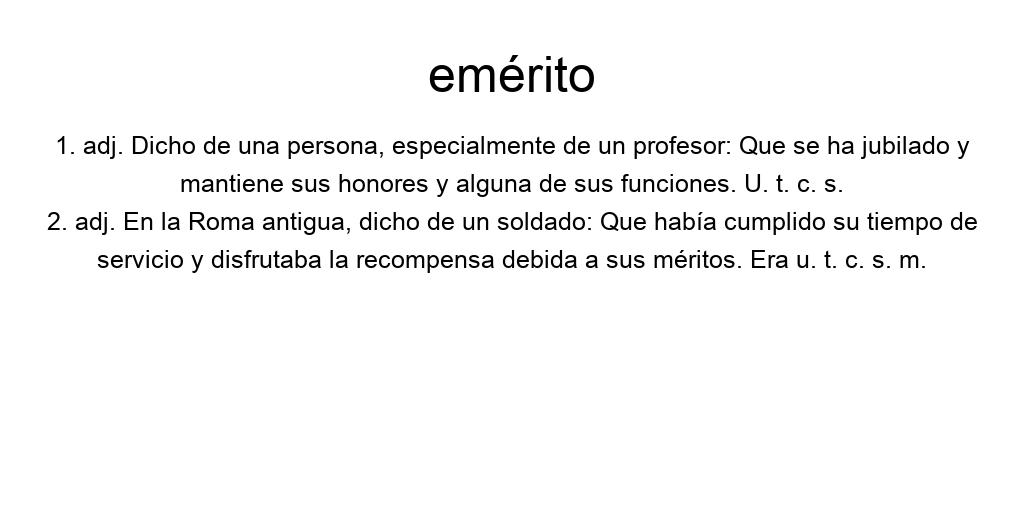 emérito
1. adj. Dicho de una persona, especialmente de un profesor: Que se ha jubilado y
mantiene sus honores y alguna de sus funciones. U. t. c. s.
2. adj. En la Roma antigua, dicho de un soldado: Que había cumplido su tiempo de
servicio y disfrutaba la recompensa debida a sus méritos. Era u. t. c. s. m.